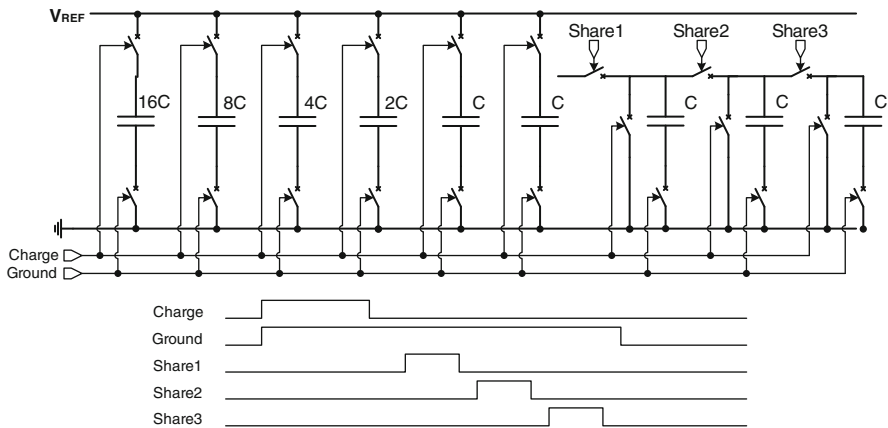 VREF
Share1 Share2 Share3
16C 8C 4C 2C C C C C C
Charge
Ground
Charge
Ground
Share1
Share2
Share3